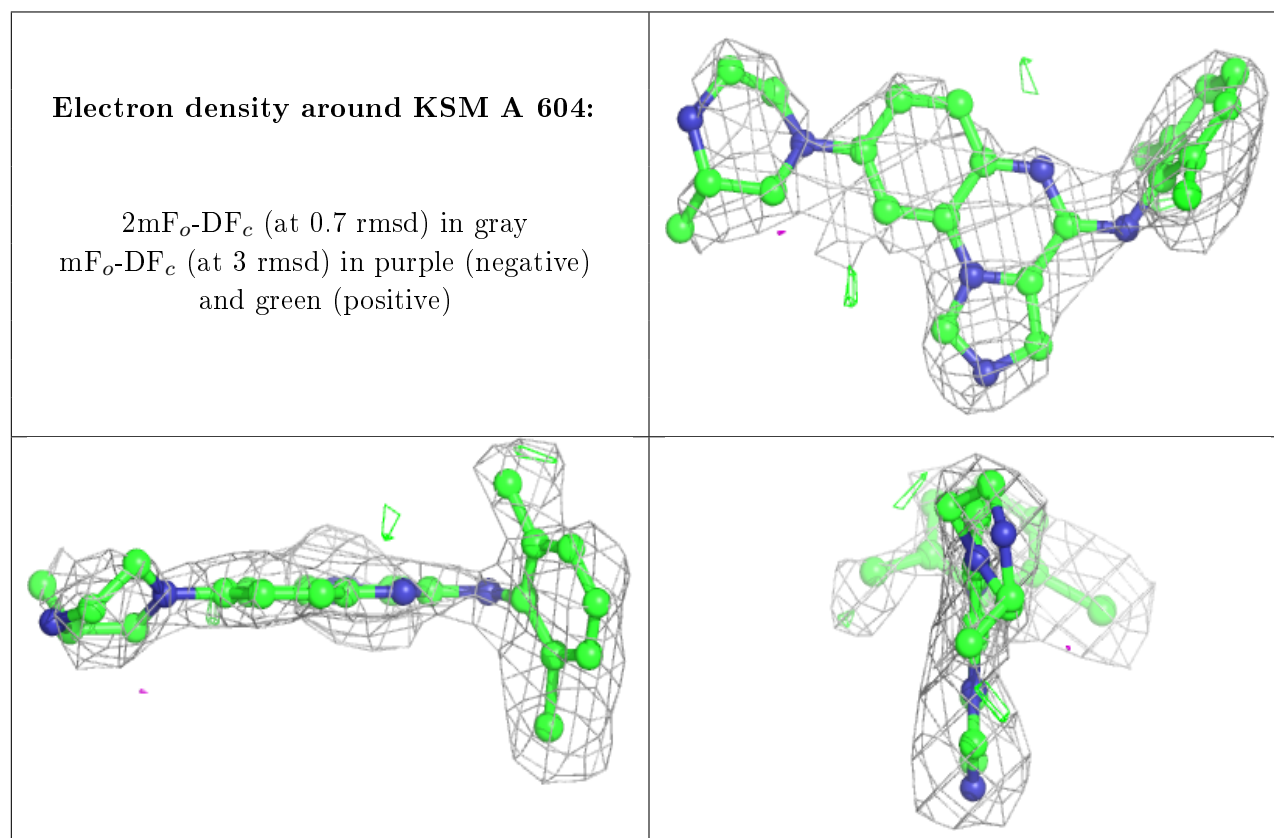 Electron density around KSM A 604:
2mFₒ-DF𝒸 (at 0.7 rmsd) in gray
mFₒ-DF𝒸 (at 3 rmsd) in purple (negative)
and green (positive)